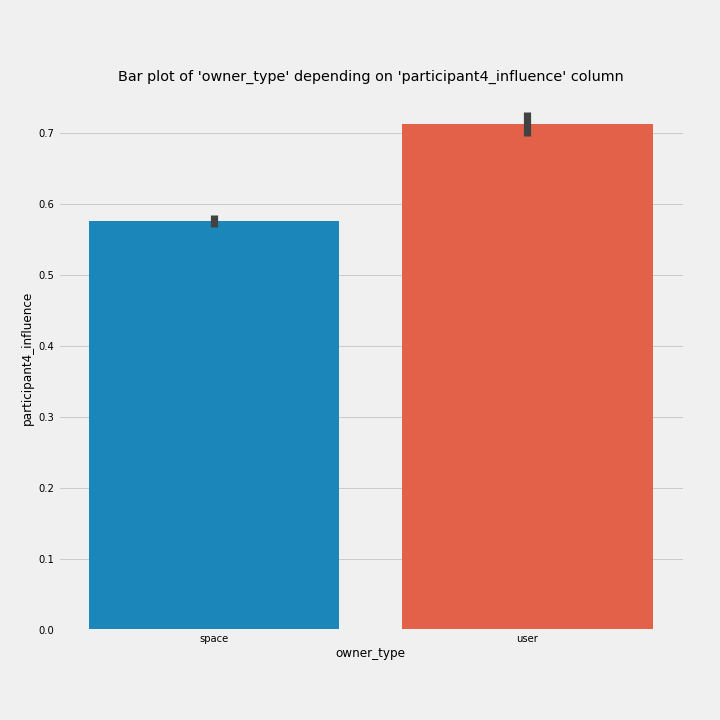 Bar plot of 'owner_type' depending on 'participant4_influence' column
0.7
0.6
0.5
0.4
0.3
0.2
0.1
0.0
participant4_influence
space
user
owner_type